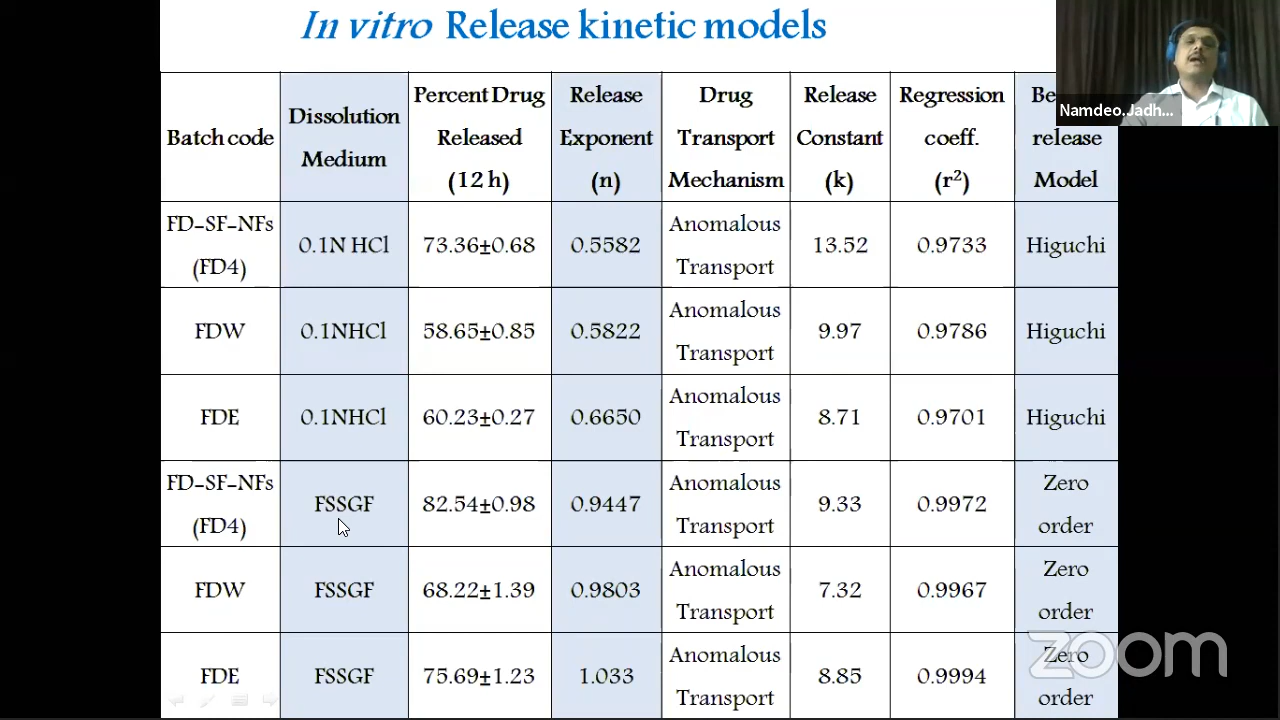 In vitro Release kinetic models
Namdeo.Jadh...
Batch code
Dissolution
Medium
Percent Drug
Released
(12 h)
Release
Exponent
(n)
Drug
Transport
Mechanism
Release
Constant
(k)
Regression
coeff.
(r²)
release
Model
FD-SF-NFs
(FD4)
0.1N HCl
73.36±0.68
0.5582
Anomalous
Transport
13.52
0.9733
Higuchi
FDW
0.1NHCl
58.65±0.85
0.5822
Anomalous
Transport
9.97
0.9786
Higuchi
FDE
0.1NHCl
60.23±0.27
0.6650
Anomalous
Transport
8.71
0.9701
Higuchi
FD-SF-NFs
(FD4)
FSSGF
82.54±0.98
0.9447
Anomalous
Transport
9.33
0.9972
Zero
order
FDW
FSSGF
68.22±1.39
0.9803
Anomalous
Transport
7.32
0.9967
Zero
order
FDE
FSSGF
75.69±1.23
1.033
Anomalous
Transport
8.85
0.9994
Zero
order
zoom